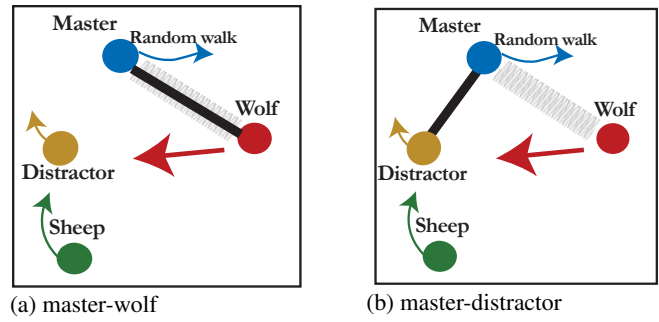 Master
Random walk
Wolf
Distractor
Sheep
(a) master-wolf
Master
Random walk
Wolf
Distractor
Sheep
(b) master-distractor